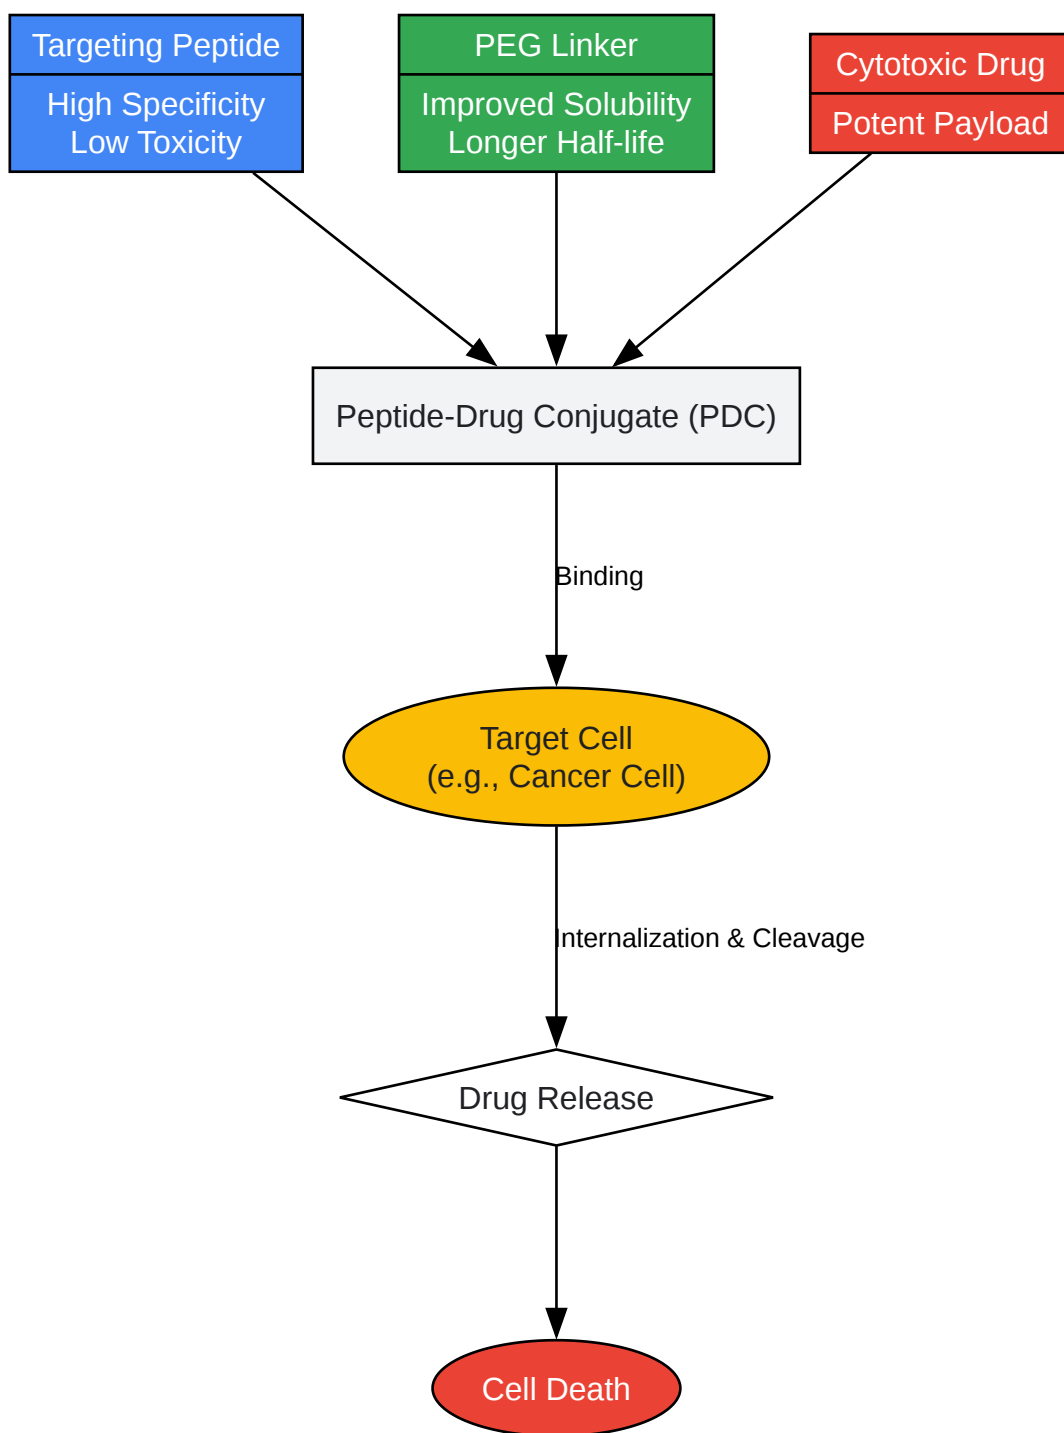 Targeting Peptide
High Specificity
Low Toxicity
PEG Linker
Improved Solubility
Longer Half-life
Cytotoxic Drug
Potent Payload
Peptide-Drug Conjugate (PDC)
Binding
Target Cell
(e.g., Cancer Cell)
Internalization & Cleavage
Drug Release
Cell Death